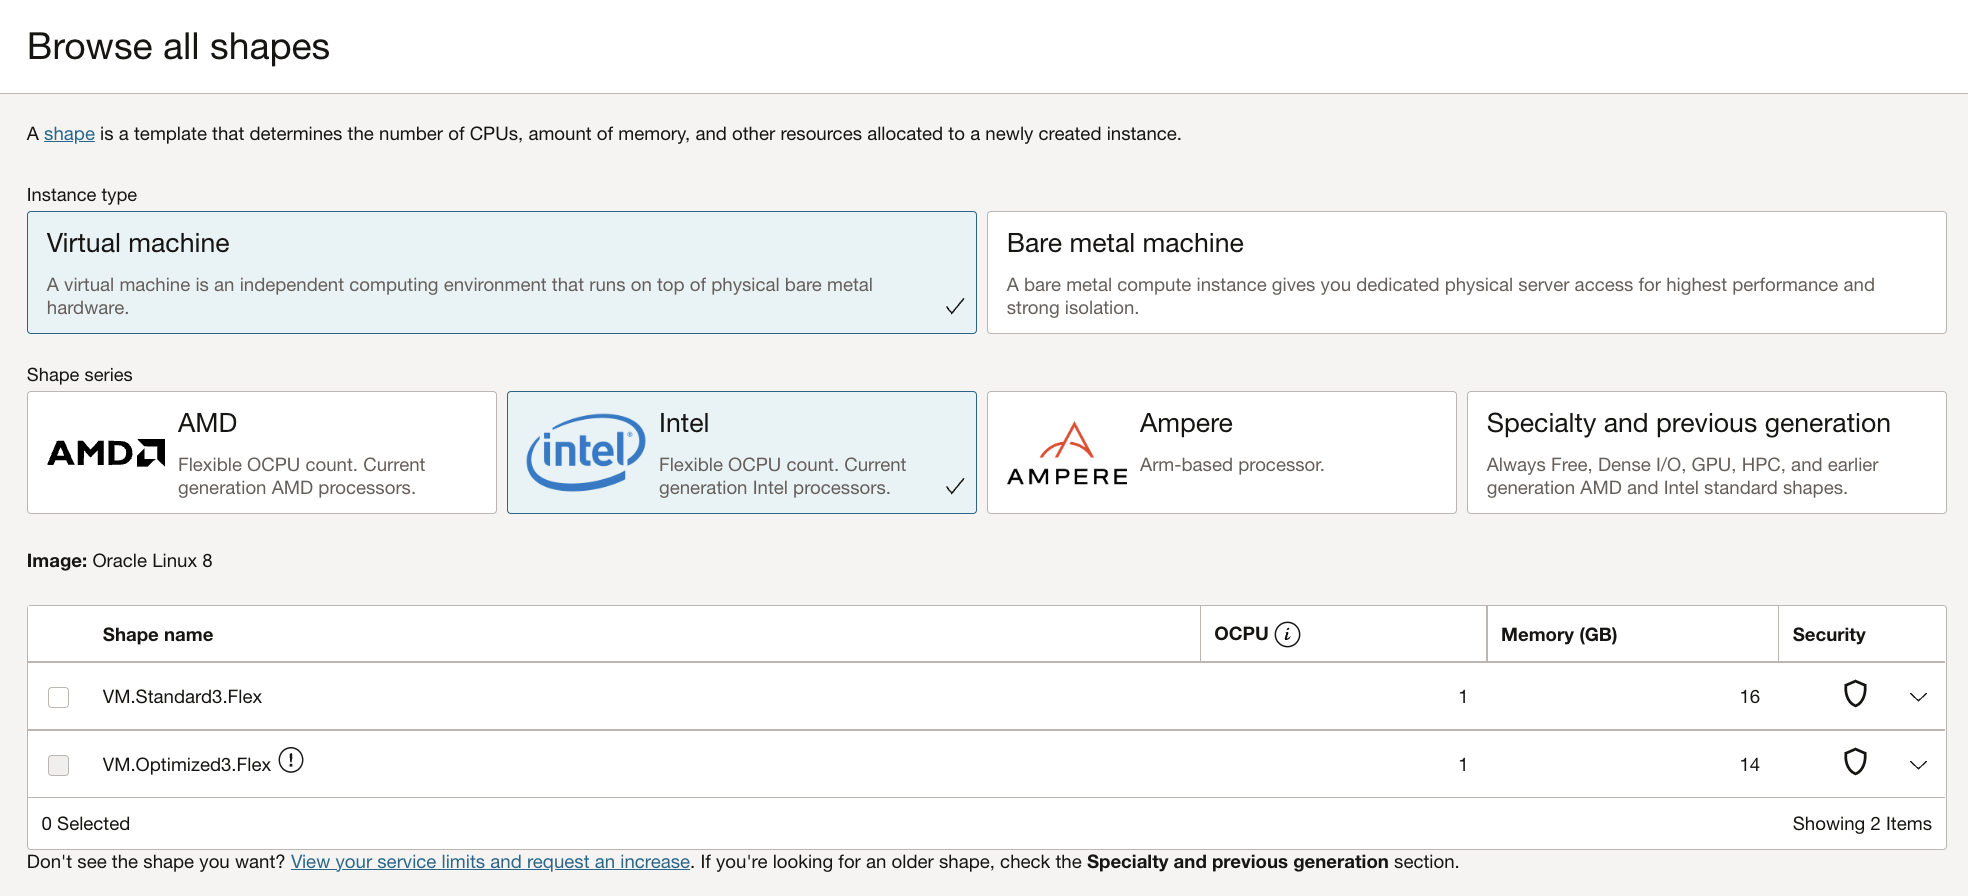 Browse all shapes
A shape is a template that determines the number of CPUs, amount of memory, and other resources allocated to a newly created instance.
Instance type
Virtual machine
A virtual machine is an independent computing environment that runs on top of physical bare metal
hardware.
Bare metal machine
A bare metal compute instance gives you dedicated physical server access for highest performance and
strong isolation.
Shape series
AMD
AMD
Flexible OCPU count. Current
generation AMD processors.
intel
Intel
Flexible OCPU count. Current
generation Intel processors.
AMPERE
Ampere
Arm-based processor.
Specialty and previous generation
Always Free, Dense I/O, GPU, HPC, and earlier
generation AMD and Intel standard shapes.
Image: Oracle Linux 8
Shape name OCPU Memory (GB) Security
VM.Standard3.Flex 1 16
VM.Optimized3.Flex 1 14
0 Selected Showing 2 Items
Don't see the shape you want? View your service limits and request an increase. If you're looking for an older shape, check the Specialty and previous generation section.